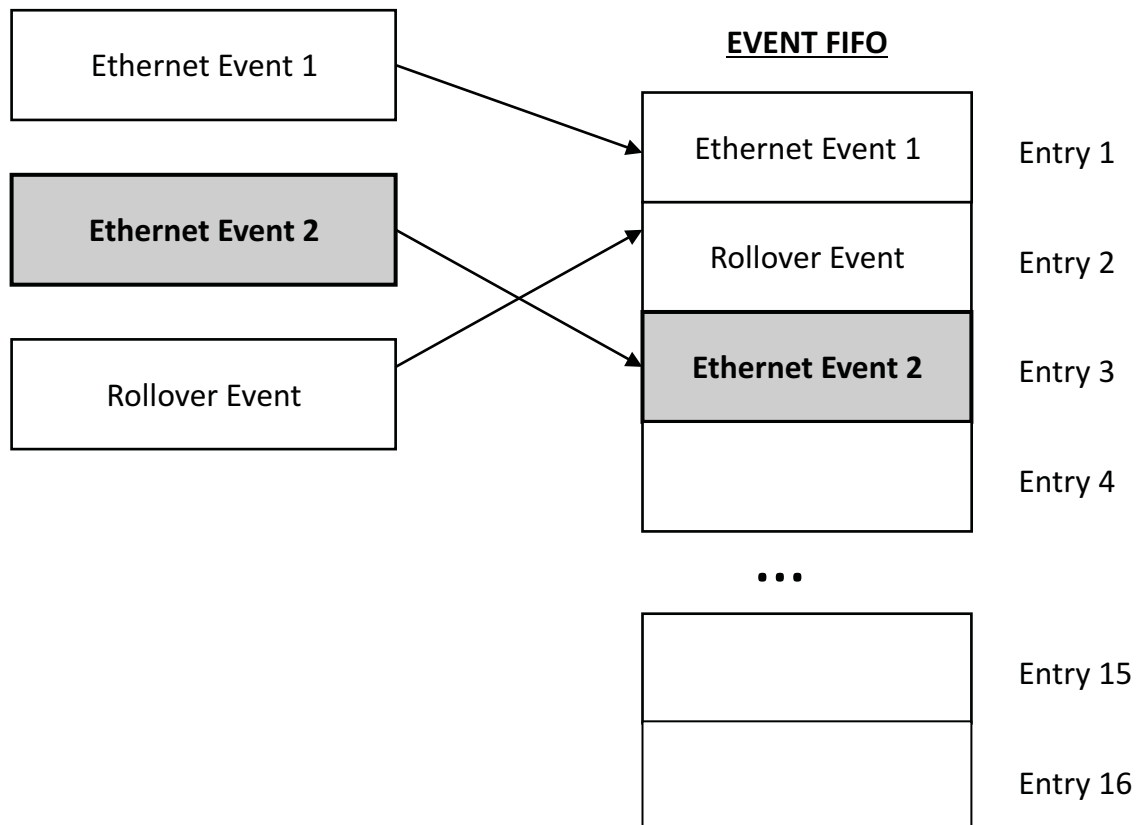 Ethernet Event 1
Ethernet Event 2
Rollover Event
EVENT FIFO
Ethernet Event 1
Entry 1
Rollover Event
Entry 2
Ethernet Event 2
Entry 3
Entry 4
...
Entry 15
Entry 16